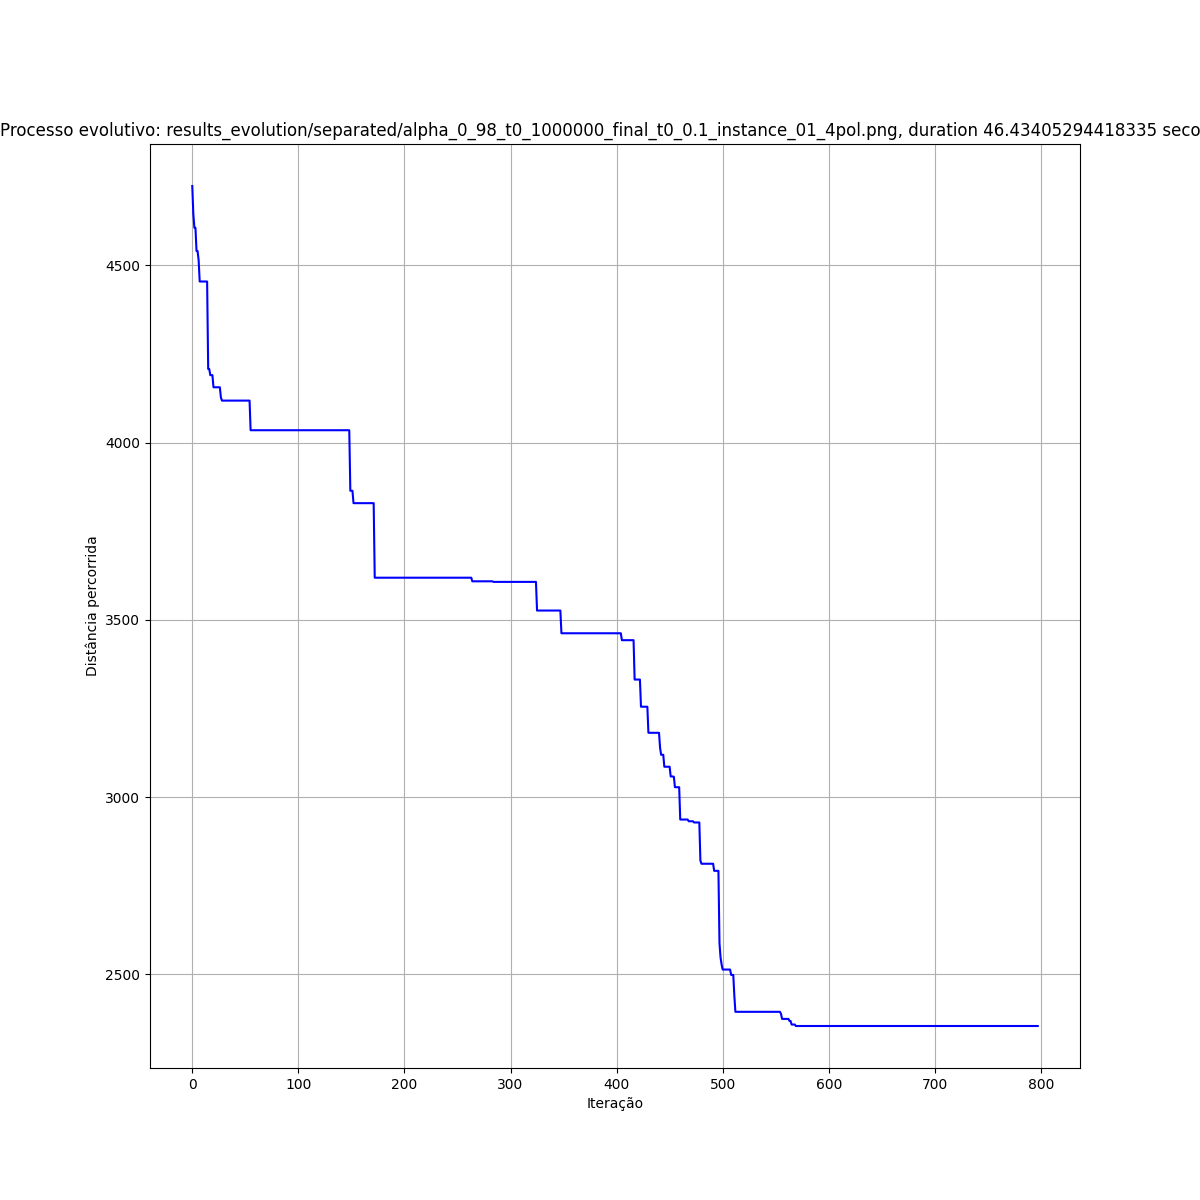 Processo evolutivo: results_evolution/separated/alpha_0_98_t0_1000000_final_t0_0.1_instance_01_4pol.png, duration 46.43405294418335 seco
4500
4000
3500
3000
2500
Distância percorrida
0 100 200 300 400 500 600 700 800
Iteração